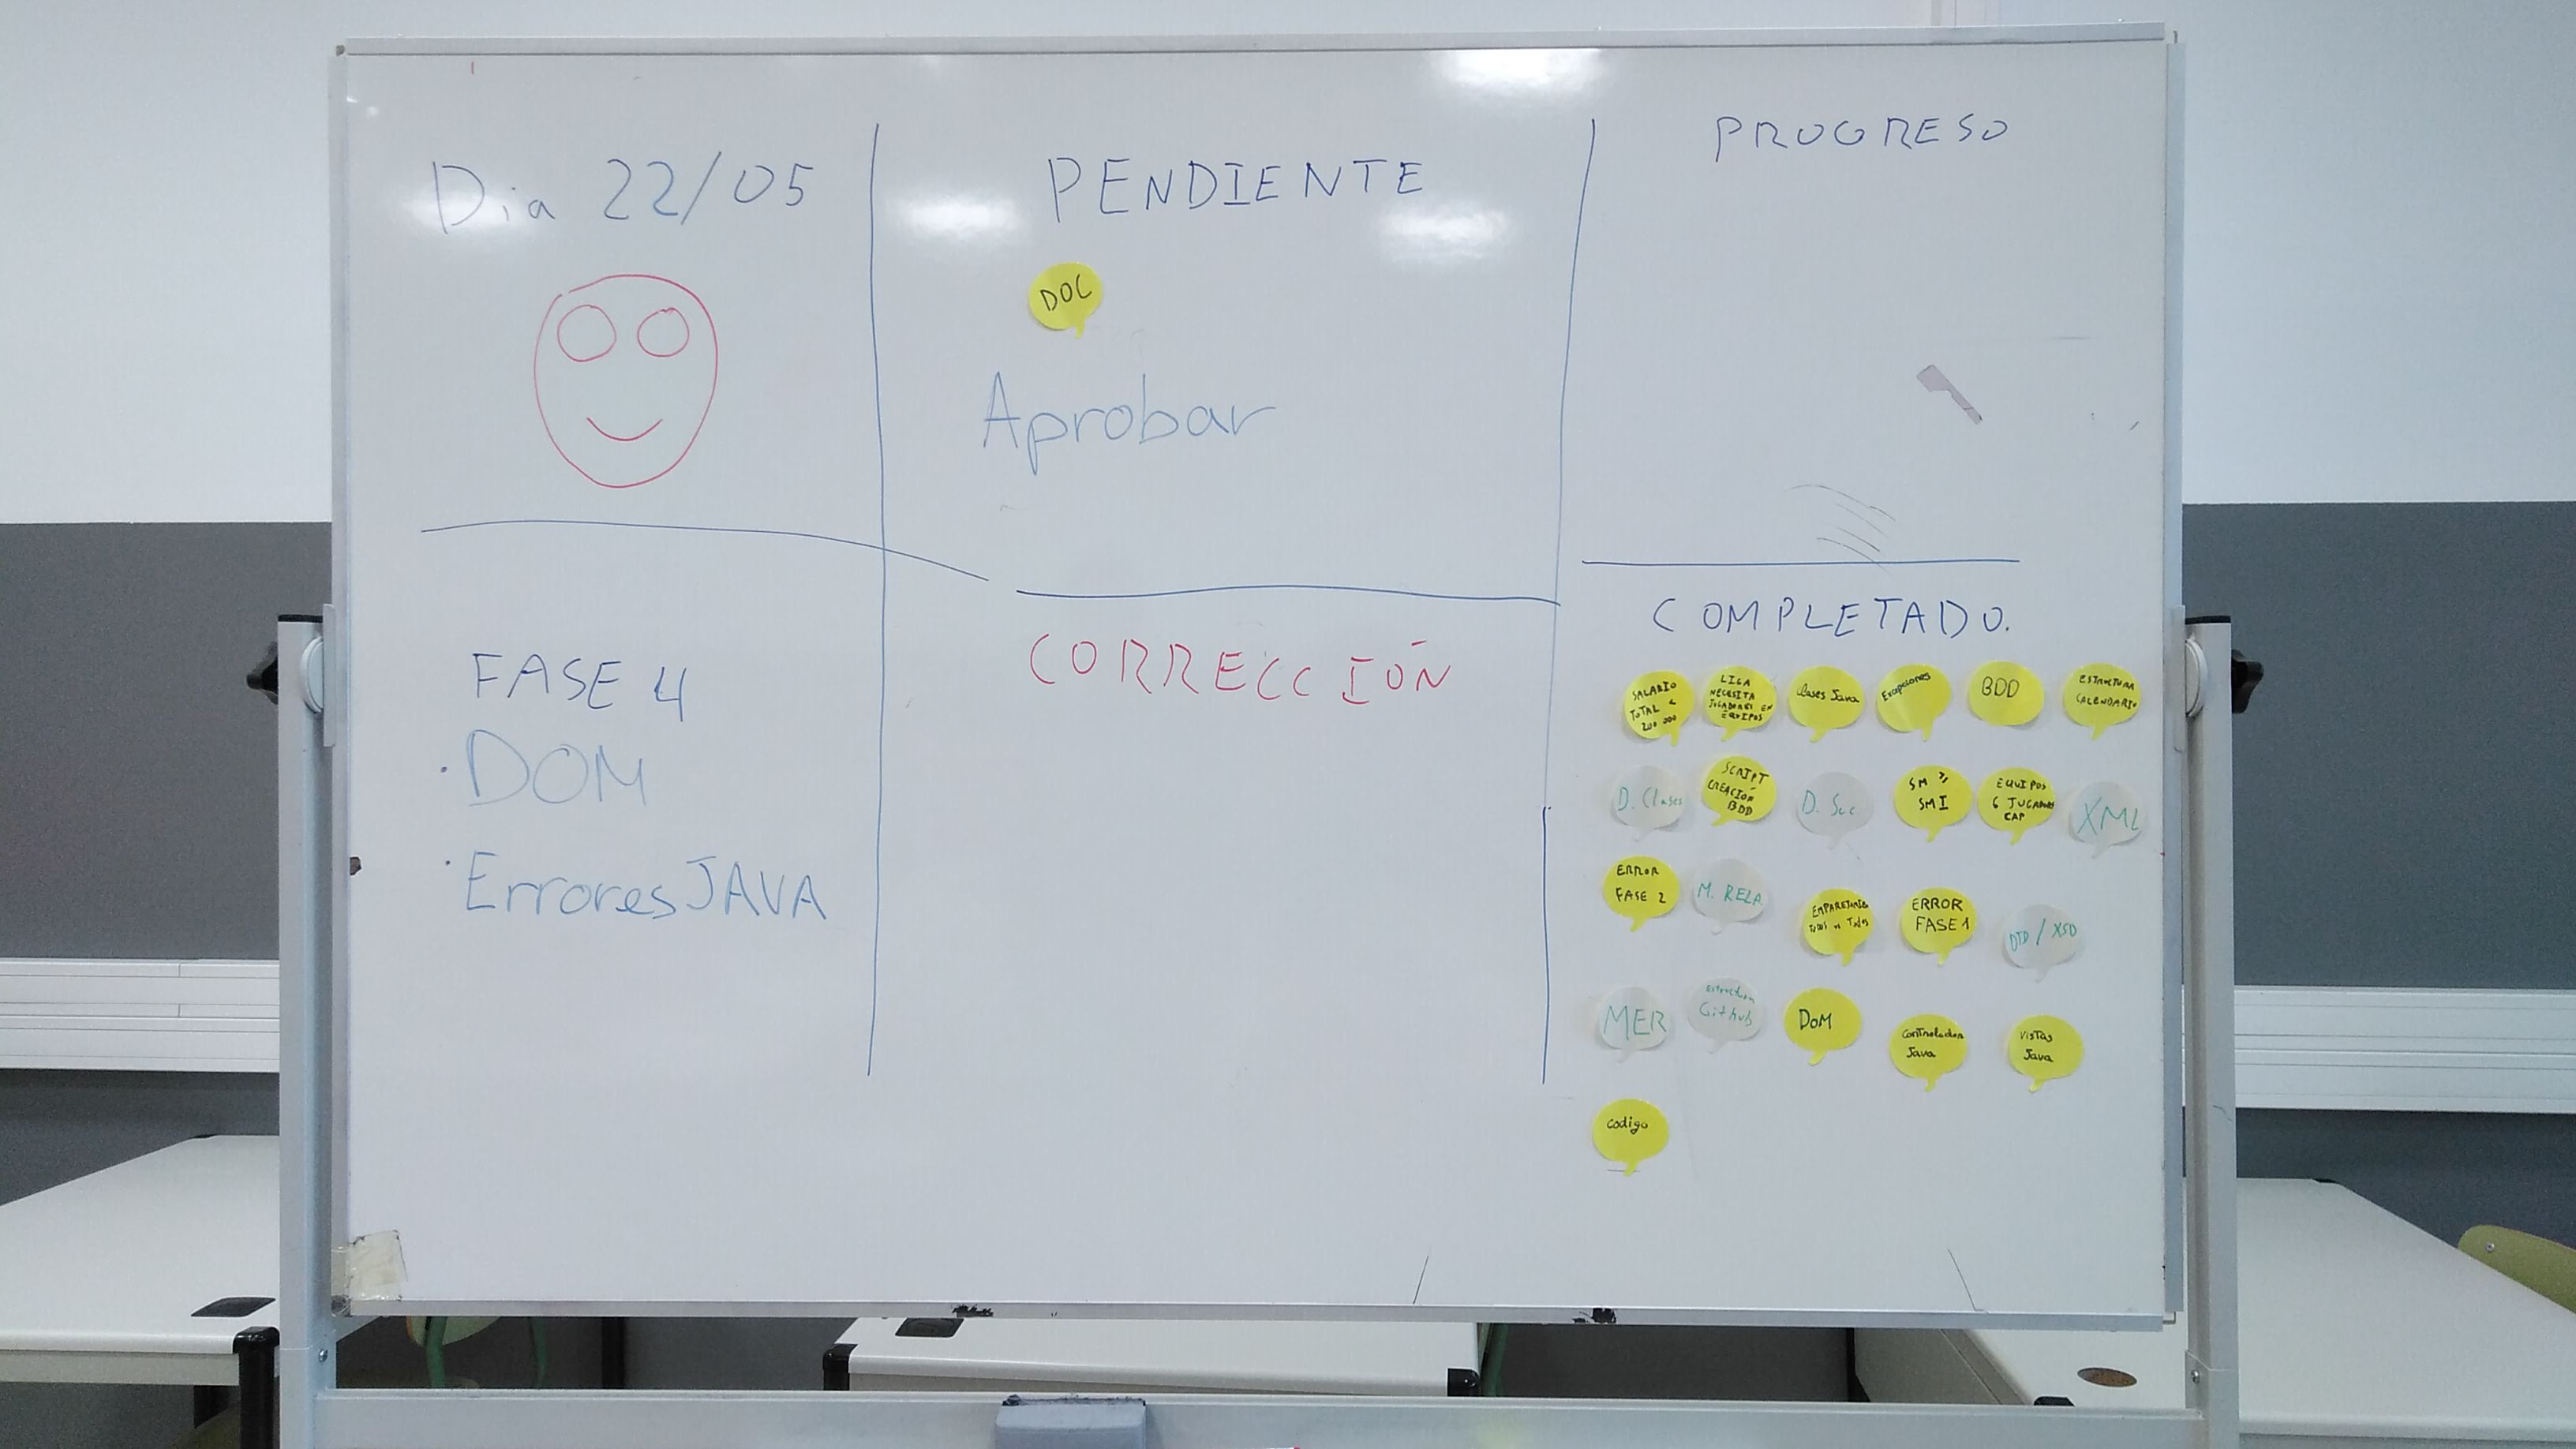 Dia 22/05
PENDIENTE
DOC
Aprobar
PROGRESO
FASE 4
· DOM
· Errores JAVA
CORRECCIÓN
COMPLETADO.
SALARIO
TOTAL <
200 000
LIGA
NECESITA
JUGADORES EN
EQUIPOS
Clases Java
Excepciones
BDD
ESTRUCTURA
CALENDARIO
D. Clases
SCRIPT
CREACIÓN
BDD
D. Sec
SM >
SMI
EQUIPOS
6 JUGADORES
CAP
XML
ERROR
FASE 2
M. RELA
TODOS vs Todos
ERROR
FASE 1
DTD / XSD
MER
Estructura
Github
DOM
Controlador
Java
Vistas
Java
Codigo